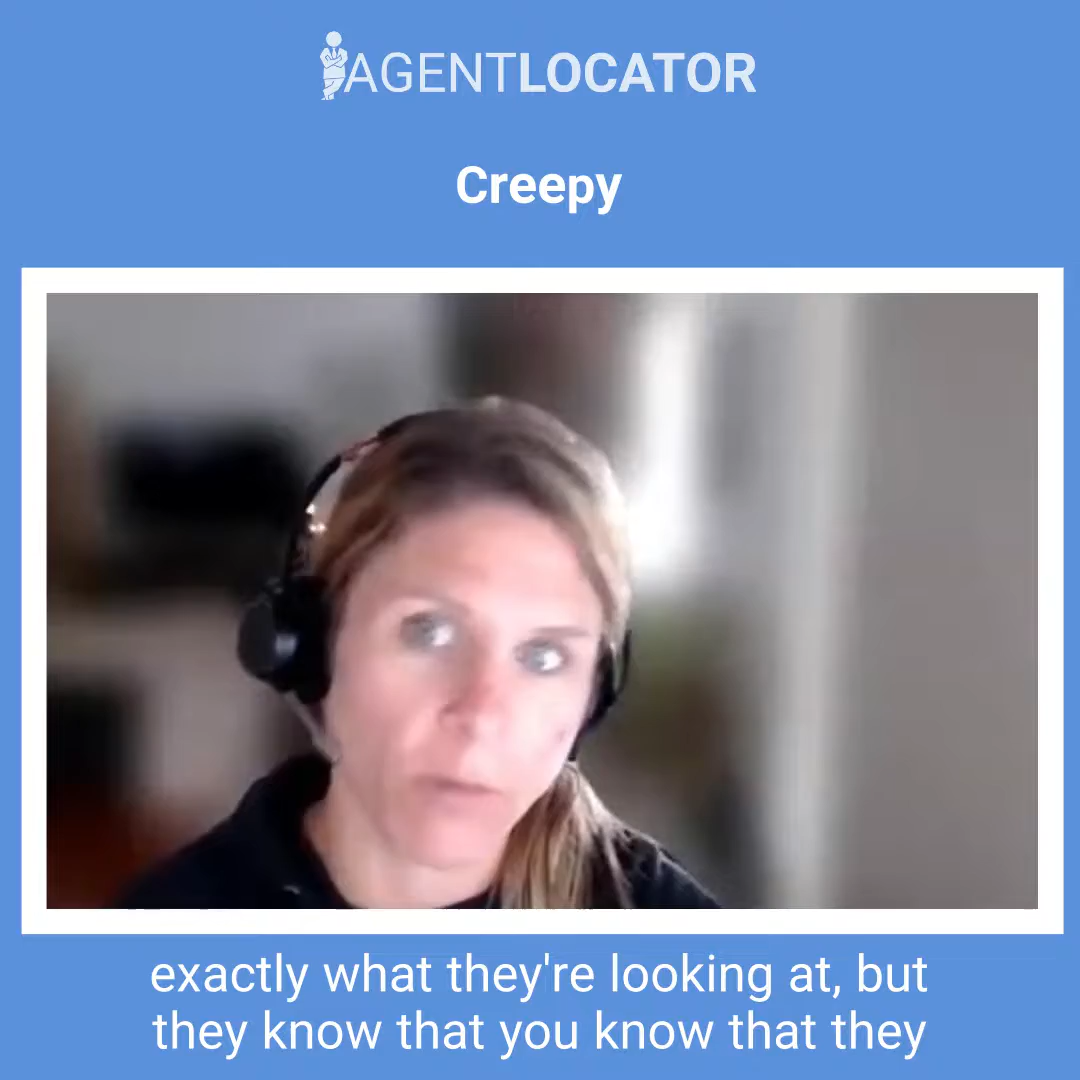 AGENTLOCATOR
Creepy
exactly what they're looking at, but
they know that you know that they